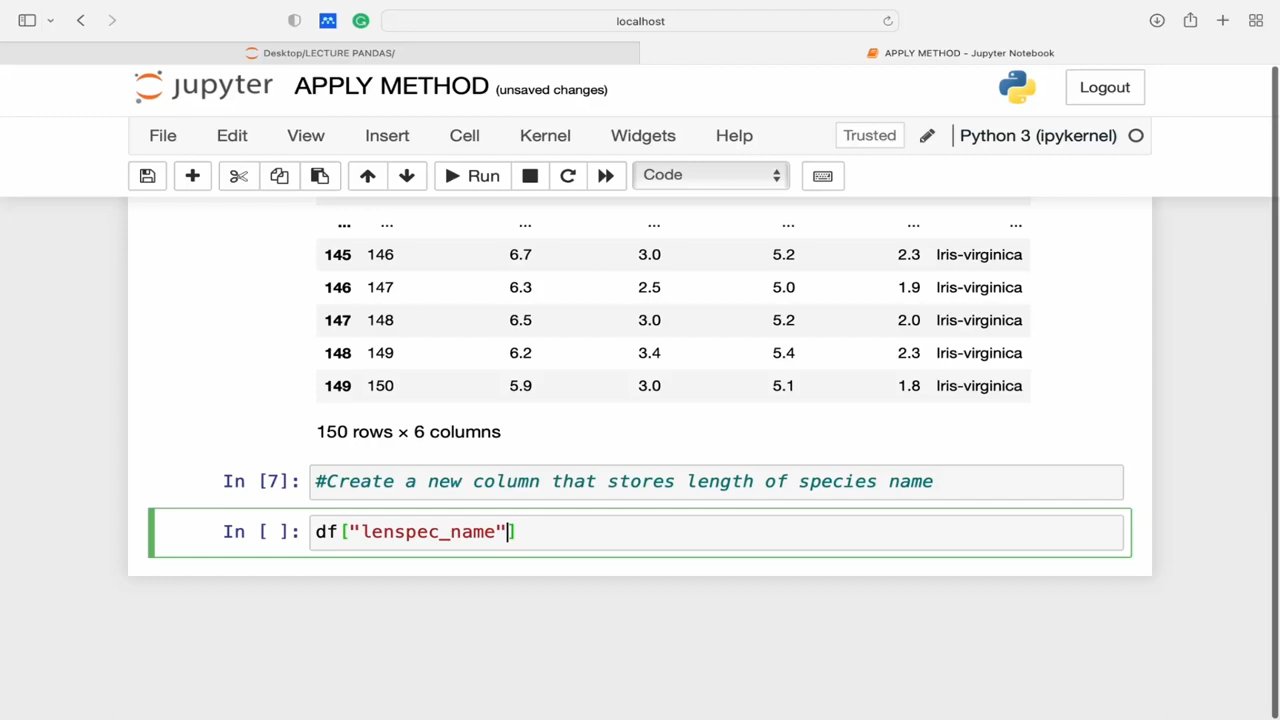 localhost
Desktop/LECTURE PANDAS/
APPLY METHOD - Jupyter Notebook
jupyter APPLY METHOD (unsaved changes)
Logout
File Edit View Insert Cell Kernel Widgets Help Trusted Python 3 (ipykernel)
Run Code
... ... ... ... ... ... ...
145 146 6.7 3.0 5.2 2.3 Iris-virginica
146 147 6.3 2.5 5.0 1.9 Iris-virginica
147 148 6.5 3.0 5.2 2.0 Iris-virginica
148 149 6.2 3.4 5.4 2.3 Iris-virginica
149 150 5.9 3.0 5.1 1.8 Iris-virginica
150 rows × 6 columns
In [7]: #Create a new column that stores length of species name
In [ ]: df["lenspec_name"]